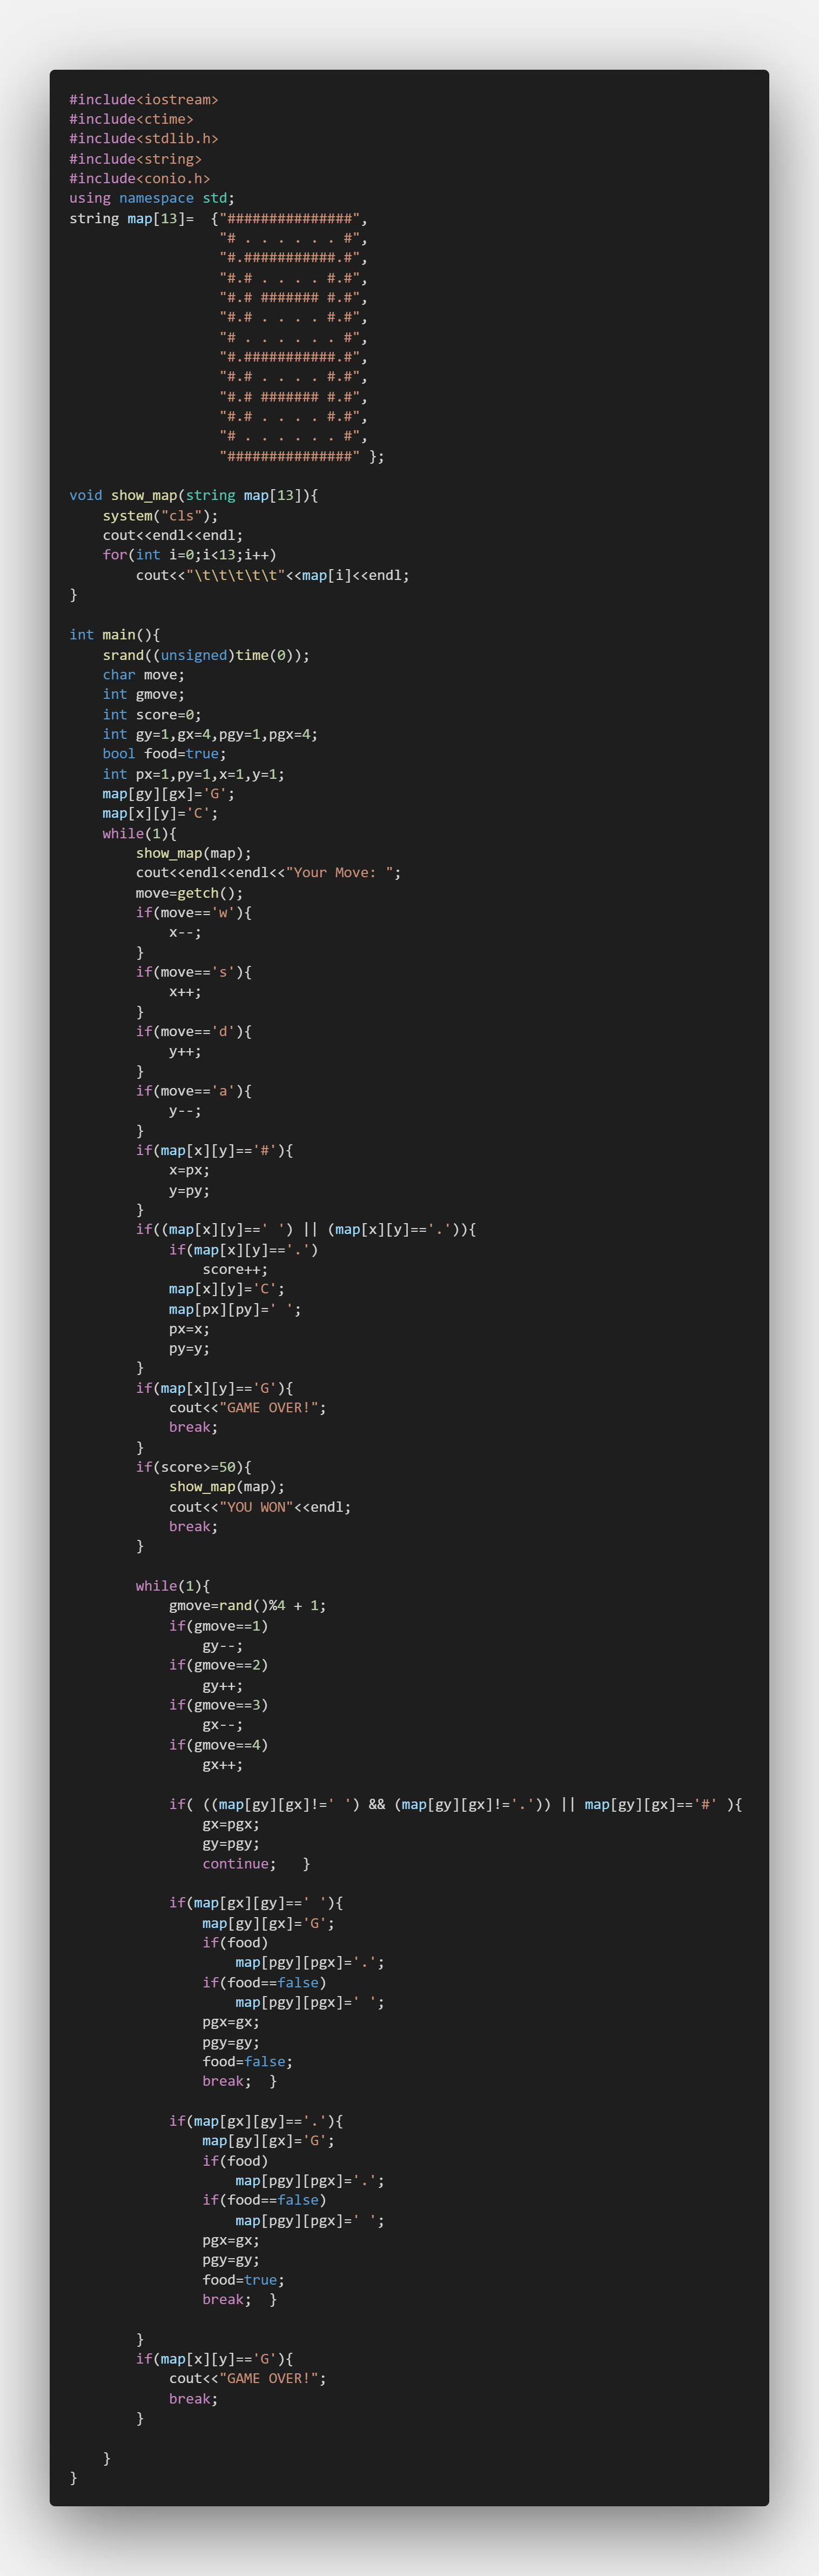 #include<iostream>
#include<ctime>
#include<stdlib.h>
#include<string>
#include<conio.h>
using namespace std;
string map[13]=  {"###############",
                  "# . . . . . . #",
                  "#.###########.#",
                  "#.# . . . . #.#",
                  "#.# ####### #.#",
                  "#.# . . . . #.#",
                  "# . . . . . . #",
                  "#.###########.#",
                  "#.# . . . . #.#",
                  "#.# ####### #.#",
                  "#.# . . . . #.#",
                  "# . . . . . . #",
                  "###############" };

void show_map(string map[13]){
    system("cls");
    cout<<endl<<endl;
    for(int i=0;i<13;i++)
        cout<<"\t\t\t\t\t"<<map[i]<<endl;
}

int main(){
    srand((unsigned)time(0));
    char move;
    int gmove;
    int score=0;
    int gy=1,gx=4,pgy=1,pgx=4;
    bool food=true;
    int px=1,py=1,x=1,y=1;
    map[gy][gx]='G';
    map[x][y]='C';
    while(1){
        show_map(map);
        cout<<endl<<endl<<"Your Move: ";
        move=getch();
        if(move=='w'){
            x--;
        }
        if(move=='s'){
            x++;
        }
        if(move=='d'){
            y++;
        }
        if(move=='a'){
            y--;
        }
        if(map[x][y]=='#'){
            x=px;
            y=py;
        }
        if((map[x][y]==' ') || (map[x][y]=='.')){
            if(map[x][y]=='.')
                score++;
            map[x][y]='C';
            map[px][py]=' ';
            px=x;
            py=y;
        }
        if(map[x][y]=='G'){
            cout<<"GAME OVER!";
            break;
        }
        if(score>=50){
            show_map(map);
            cout<<"YOU WON"<<endl;
            break;
        }

        while(1){
            gmove=rand()%4 + 1;
            if(gmove==1)
                gy--;
            if(gmove==2)
                gy++;
            if(gmove==3)
                gx--;
            if(gmove==4)
                gx++;

            if( ((map[gy][gx]!=' ') && (map[gy][gx]!='.')) || map[gy][gx]=='#' ){
                gx=pgx;
                gy=pgy;
                continue;   }

            if(map[gx][gy]==' '){
                map[gy][gx]='G';
                if(food)
                    map[pgy][pgx]='.';
                if(food==false)
                    map[pgy][pgx]=' ';
                pgx=gx;
                pgy=gy;
                food=false;
                break;  }

            if(map[gx][gy]=='.'){
                map[gy][gx]='G';
                if(food)
                    map[pgy][pgx]='.';
                if(food==false)
                    map[pgy][pgx]=' ';
                pgx=gx;
                pgy=gy;
                food=true;
                break;  }

        }
        if(map[x][y]=='G'){
            cout<<"GAME OVER!";
            break;
        }

    }
}